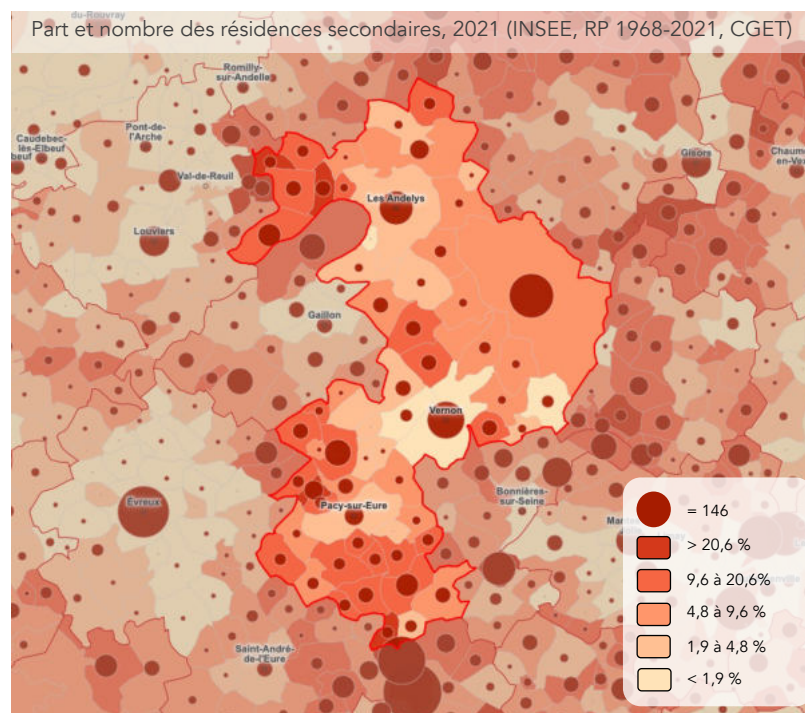 Part et nombre des résidences secondaires, 2021 (INSEE, RP 1968-2021, CGET)
du-Rouvray
Romilly-
sur-Andelle
Caudebec-
lès-Elbeuf
beuf
Pont-de-
l'Arche
Gisors
Chaumo
en-Ve
Val-de-Reuil
Les Andelys
Louviers
Gaillon
Vernon
Évreux
Pacy-sur-Eure
Bonnières-
sur-Seine
= 146
> 20,6 %
9,6 à 20,6%
4,8 à 9,6 %
1,9 à 4,8 %
< 1,9 %
Saint-André-
de-l'Eure